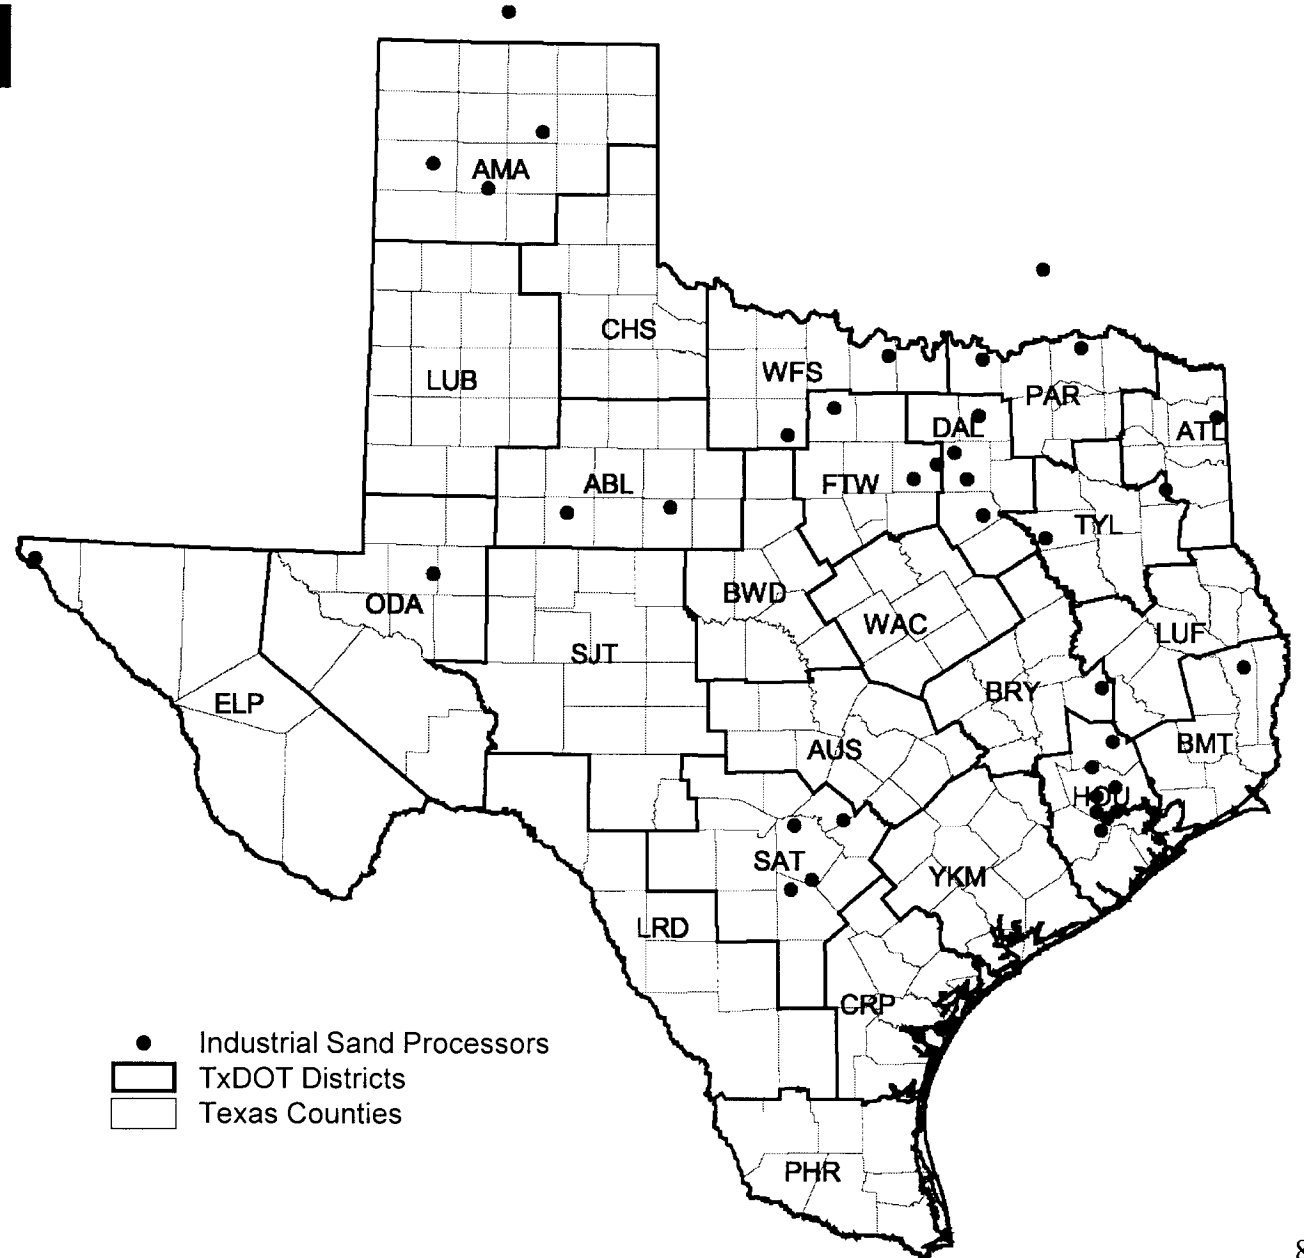 AMA
CHS
LUB
WFS
PAR
DAL
ATL
ABL
FTW
TYL
ODA
BWD
WAC
LUF
SJT
ELP
BRY
AUS
BMT
HOU
SAT
YKM
LRD
CRP
Industrial Sand Processors
TxDOT Districts
Texas Counties
PHR